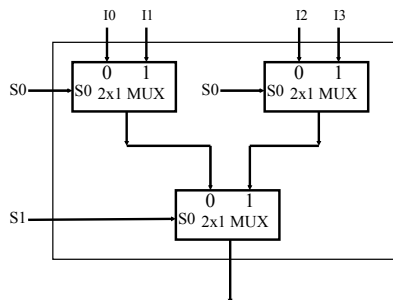 I0 I1 I2 I3
0 1 0 1
S0 S0 2x1 MUX S0 S0 2x1 MUX
0 1
S1 S0 2x1 MUX